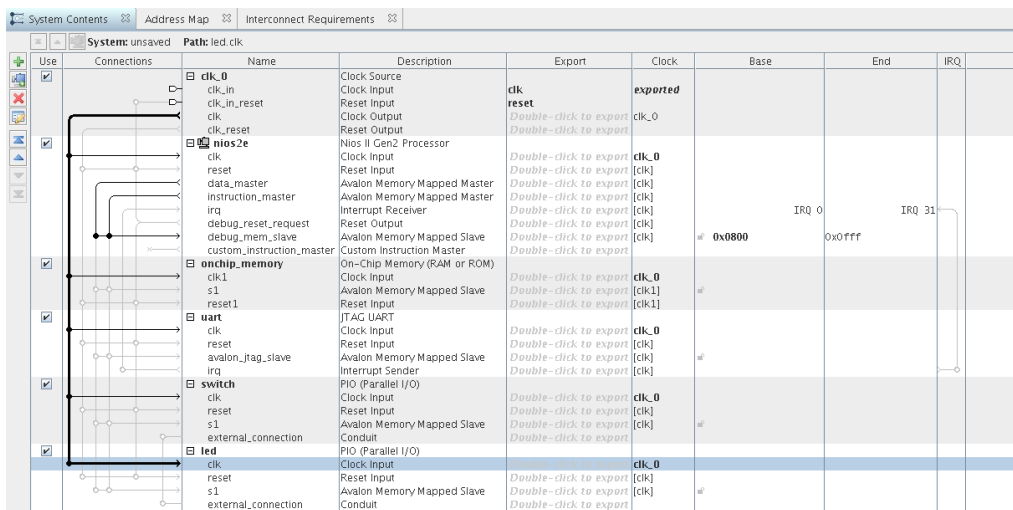 System Contents Address Map Interconnect Requirements
System: unsaved Path: led.clk
Use Connections Name Description Export Clock Base End IRQ
clk_0 Clock Source
clk_in Clock Input clk exported
clk_in_reset Reset Input reset
clk Clock Output Double-click to export clk_0
clk_reset Reset Output Double-click to export
nios2e Nios II Gen2 Processor
clk Clock Input Double-click to export clk_0
reset Reset Input Double-click to export [clk]
data_master Avalon Memory Mapped Master Double-click to export [clk]
instruction_master Avalon Memory Mapped Master Double-click to export [clk]
irq Interrupt Receiver Double-click to export [clk] IRQ 0 IRQ 31
debug_reset_request Reset Output Double-click to export [clk]
debug_mem_slave Avalon Memory Mapped Slave Double-click to export [clk] 0x0800 0x0fff
custom_instruction_master Custom Instruction Master Double-click to export
onchip_memory On-Chip Memory (RAM or ROM)
clk1 Clock Input Double-click to export clk_0
s1 Avalon Memory Mapped Slave Double-click to export [clk1]
reset1 Reset Input Double-click to export [clk1]
uart JTAG UART
clk Clock Input Double-click to export clk_0
reset Reset Input Double-click to export [clk]
avalon_jtag_slave Avalon Memory Mapped Slave Double-click to export [clk]
irq Interrupt Sender Double-click to export [clk]
switch PIO (Parallel I/O)
clk Clock Input Double-click to export clk_0
reset Reset Input Double-click to export [clk]
s1 Avalon Memory Mapped Slave Double-click to export [clk]
external_connection Conduit Double-click to export
led PIO (Parallel I/O)
clk Clock Input Double-click to export clk_0
reset Reset Input Double-click to export [clk]
s1 Avalon Memory Mapped Slave Double-click to export [clk]
external_connection Conduit Double-click to export